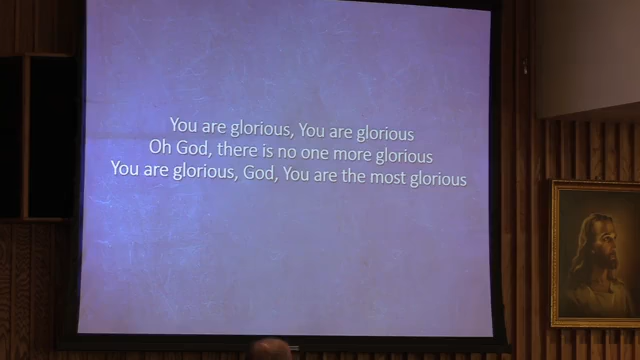 You are glorious, You are glorious
Oh God, there is no one more glorious
You are glorious, God, You are the most glorious